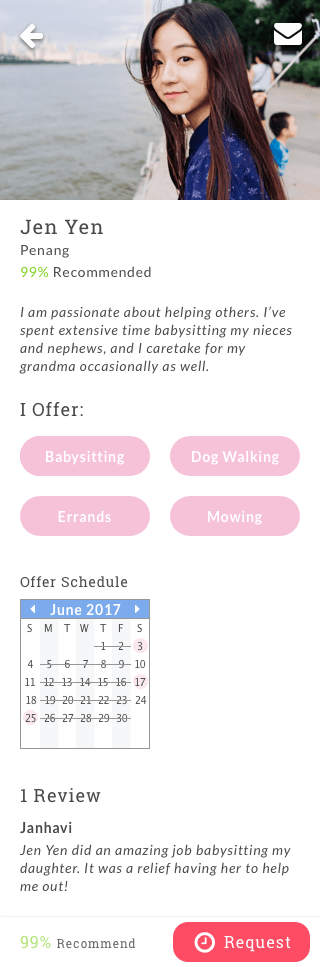 Jen Yen
Penang
99% Recommended
I am passionate about helping others. I’ve
spent extensive time babysitting my nieces
and nephews, and I caretake for my
grandma occasionally as well.
I Offer:
Babysitting Dog Walking
Errands Mowing
Offer Schedule
June 2017
S M T W T F S
1 2 3
4 5 6 7 8 9 10
11 12 13 14 15 16 17
18 19 20 21 22 23 24
25 26 27 28 29 30
1 Review
Janhavi
Jen Yen did an amazing job babysitting my
daughter. It was a relief having her to help
me out!
99% Recommend Request